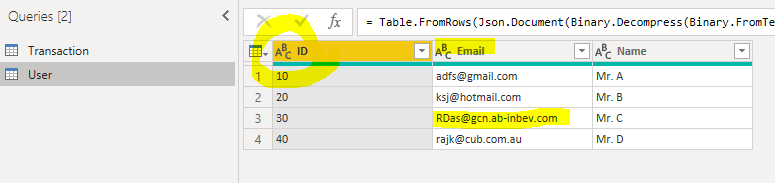 Queries [2]
Transaction
User
fx
= Table.FromRows(Json.Document(Binary.Decompress(Binary.FromTe
ABC ID ABC Email ABC Name
1 10 adfs@gmail.com Mr. A
2 20 ksj@hotmail.com Mr. B
3 30 RDas@gcn.ab-inbev.com Mr. C
4 40 rajk@cub.com.au Mr. D